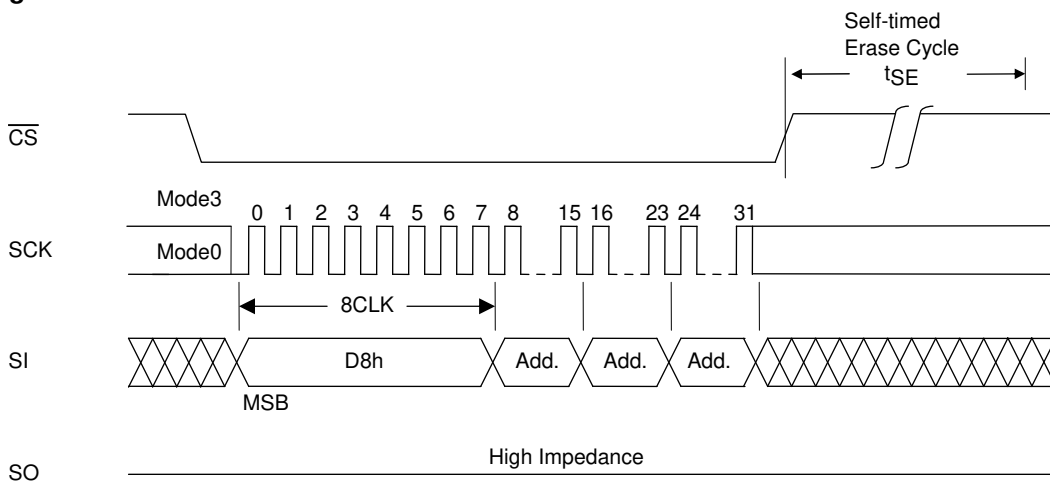 Self-timed
Erase Cycle
tSE
CS
Mode3
0 1 2 3 4 5 6 7 8 15 16 23 24 31
SCK
Mode0
8CLK
SI
D8h
Add.
Add.
Add.
MSB
High Impedance
SO